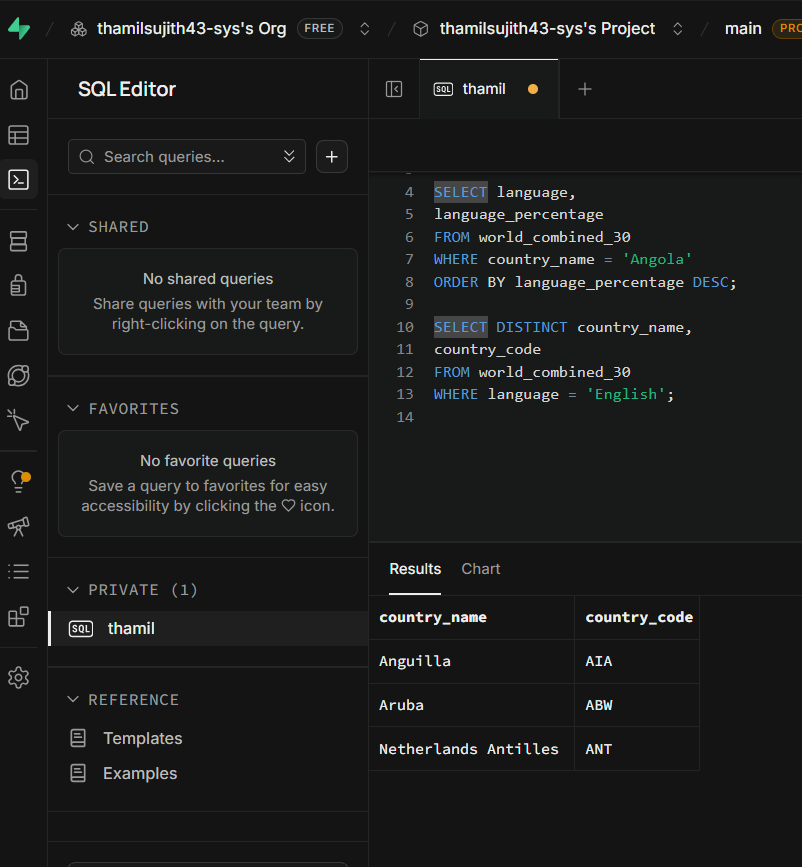 thamilsujith43-sys's Org FREE
thamilsujith43-sys's Project
main
SQL Editor
Search queries...
SHARED
No shared queries
Share queries with your team by
right-clicking on the query.
FAVORITES
No favorite queries
Save a query to favorites for easy
accessibility by clicking the ♡ icon.
PRIVATE (1)
SQL thamil
REFERENCE
Templates
Examples
SQL thamil
4 SELECT language,
5 language_percentage
6 FROM world_combined_30
7 WHERE country_name = 'Angola'
8 ORDER BY language_percentage DESC;
9
10 SELECT DISTINCT country_name,
11 country_code
12 FROM world_combined_30
13 WHERE language = 'English';
14
Results Chart
country_name country_code
Anguilla AIA
Aruba ABW
Netherlands Antilles ANT